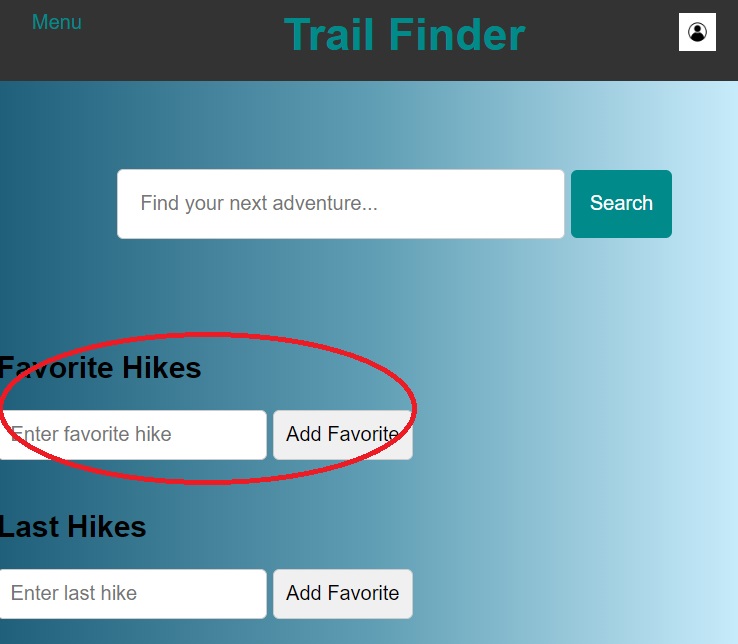 Menu
Trail Finder
Find your next adventure...
Search
Favorite Hikes
Enter favorite hike
Add Favorite
Last Hikes
Enter last hike
Add Favorite